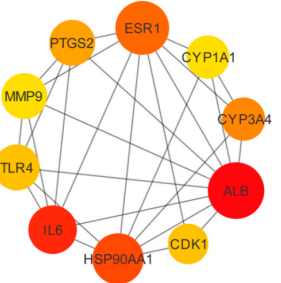 ESR1
PTGS2
CYP1A1
MMP9
CYP3A4
TLR4
ALB
IL6
CDK1
HSP90AA1